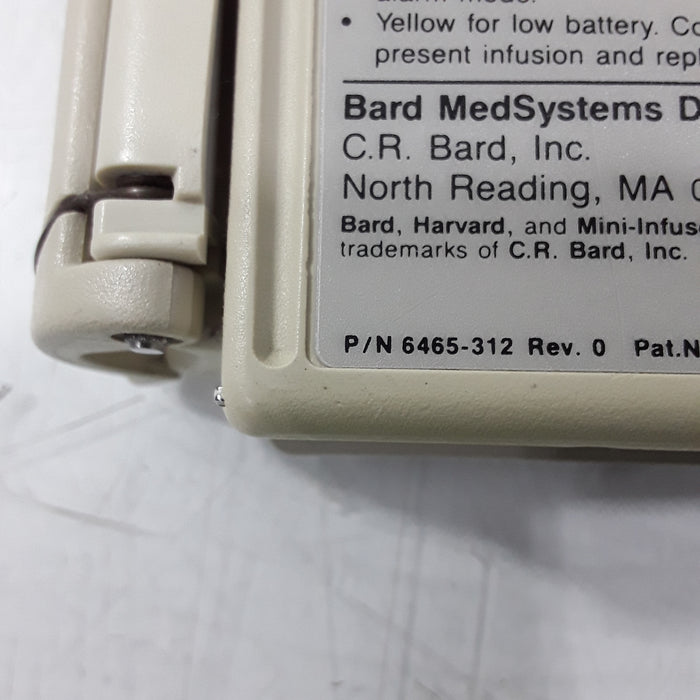 • Yellow for low battery. Co
present infusion and repl
Bard MedSystems D
C.R. Bard, Inc.
North Reading, MA 0
Bard, Harvard, and Mini-Infus
trademarks of C.R. Bard, Inc.
P/N 6465-312 Rev. 0 Pat.N